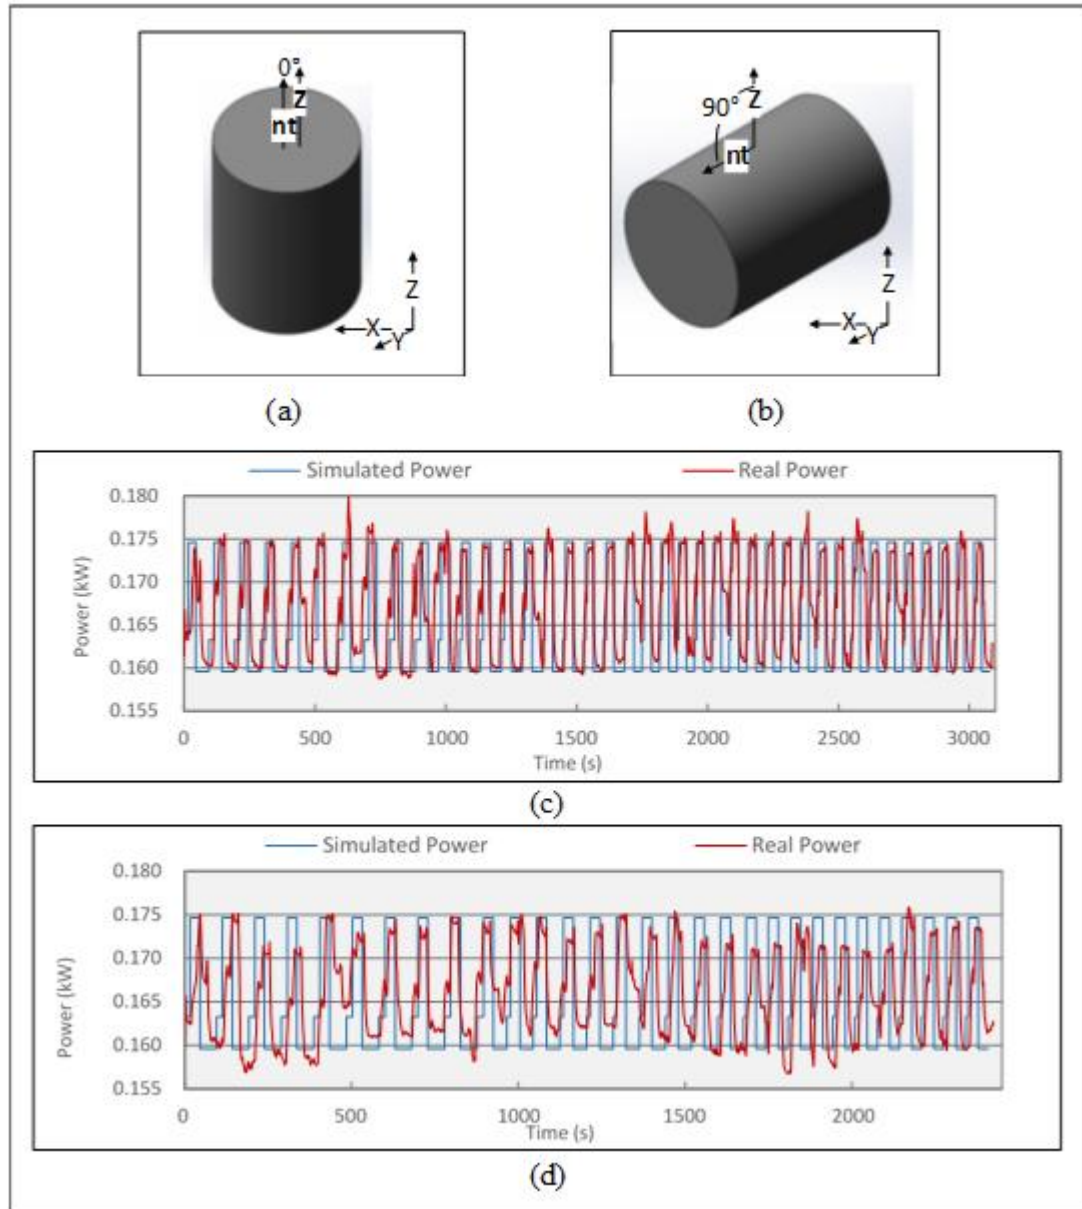 0°
Z
nt
Z
X
Y
(a)
90°
Z
nt
Z
X
Y
(b)
Simulated Power Real Power
Power (kW)
0.180
0.175
0.170
0.165
0.160
0.155
0 500 1000 1500 2000 2500 3000
Time (s)
(c)
Simulated Power Real Power
Power (kW)
0.180
0.175
0.170
0.165
0.160
0.155
0 500 1000 1500 2000
Time (s)
(d)